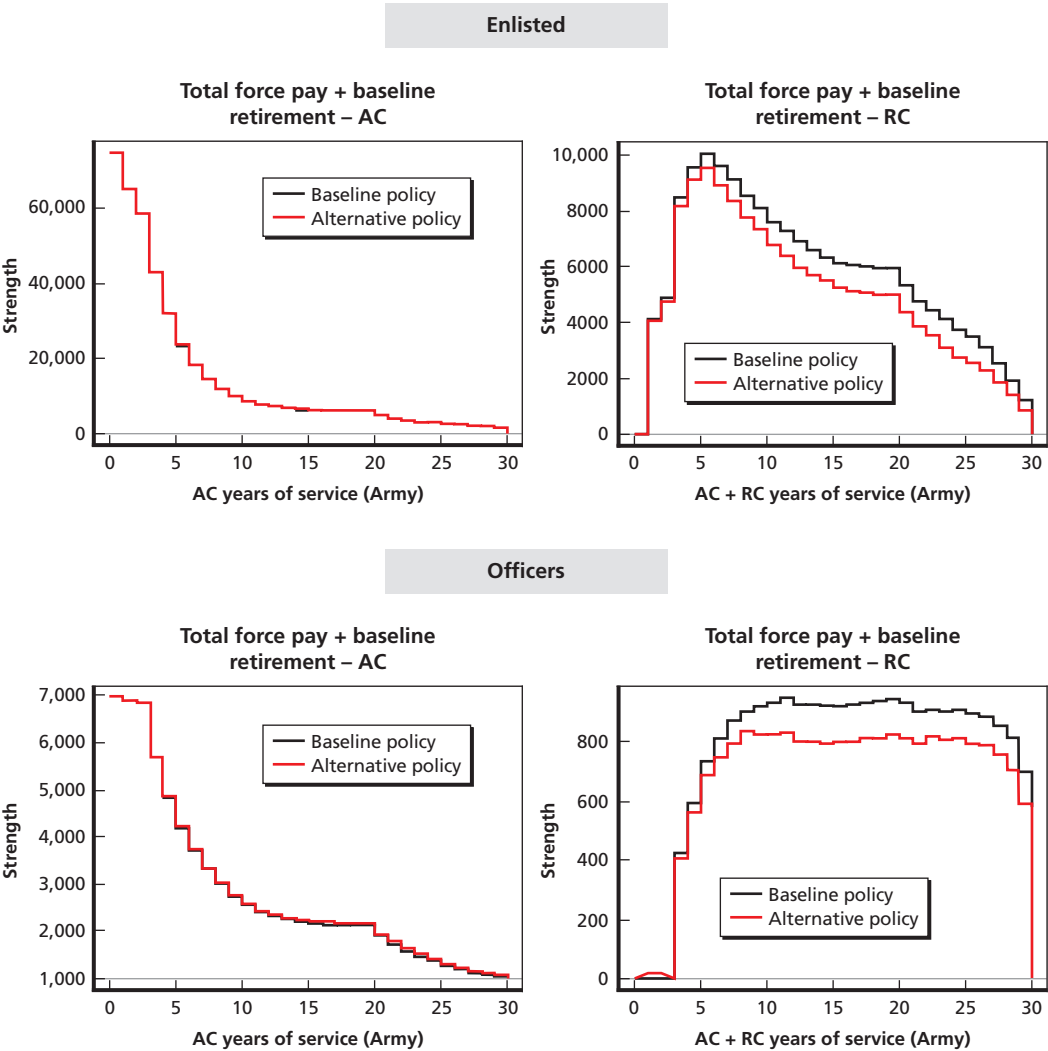 Enlisted
Total force pay + baseline
retirement – AC
Strength
60,000
40,000
20,000
0
Baseline policy
Alternative policy
0 5 10 15 20 25 30
AC years of service (Army)
Total force pay + baseline
retirement – RC
Strength
10,000
8000
6000
4000
2000
0
Baseline policy
Alternative policy
0 5 10 15 20 25 30
AC + RC years of service (Army)
Officers
Total force pay + baseline
retirement – AC
Strength
7,000
6,000
5,000
4,000
3,000
2,000
1,000
Baseline policy
Alternative policy
0 5 10 15 20 25 30
AC years of service (Army)
Total force pay + baseline
retirement – RC
Strength
800
600
400
200
0
Baseline policy
Alternative policy
0 5 10 15 20 25 30
AC + RC years of service (Army)